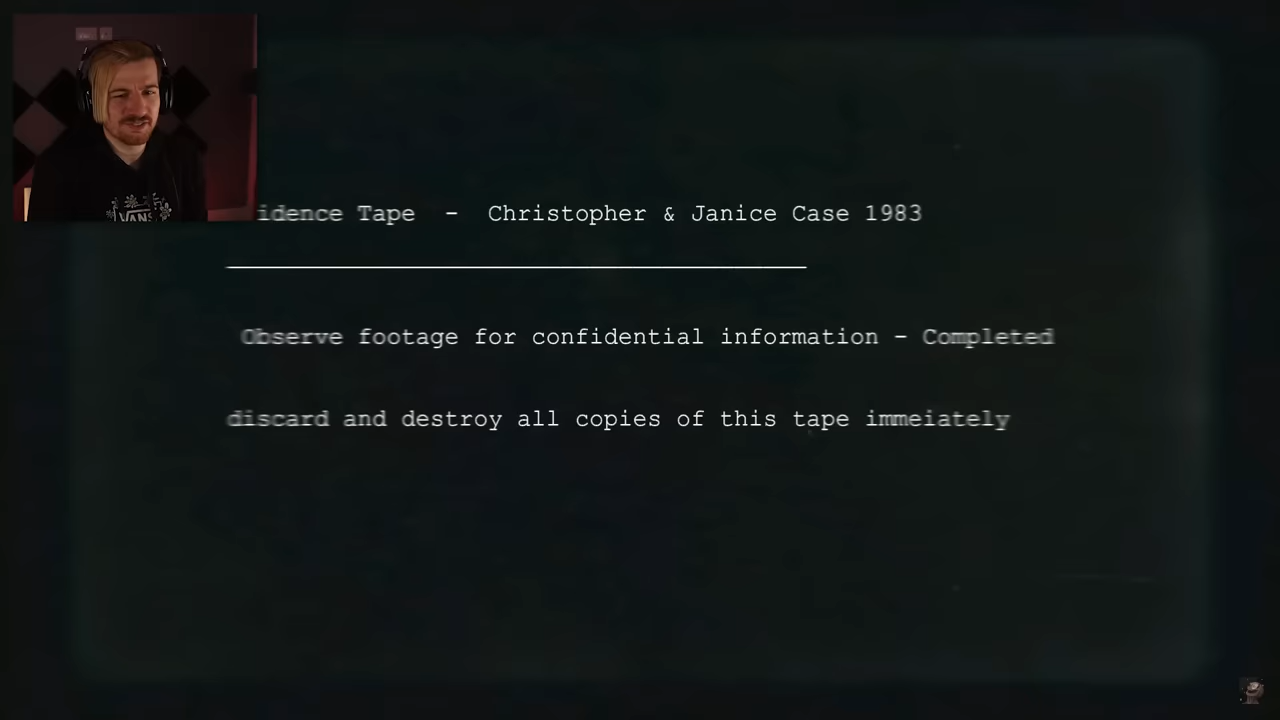 idence Tape - Christopher & Janice Case 1983
Observe footage for confidential information - Completed
discard and destroy all copies of this tape immeiately
VANS